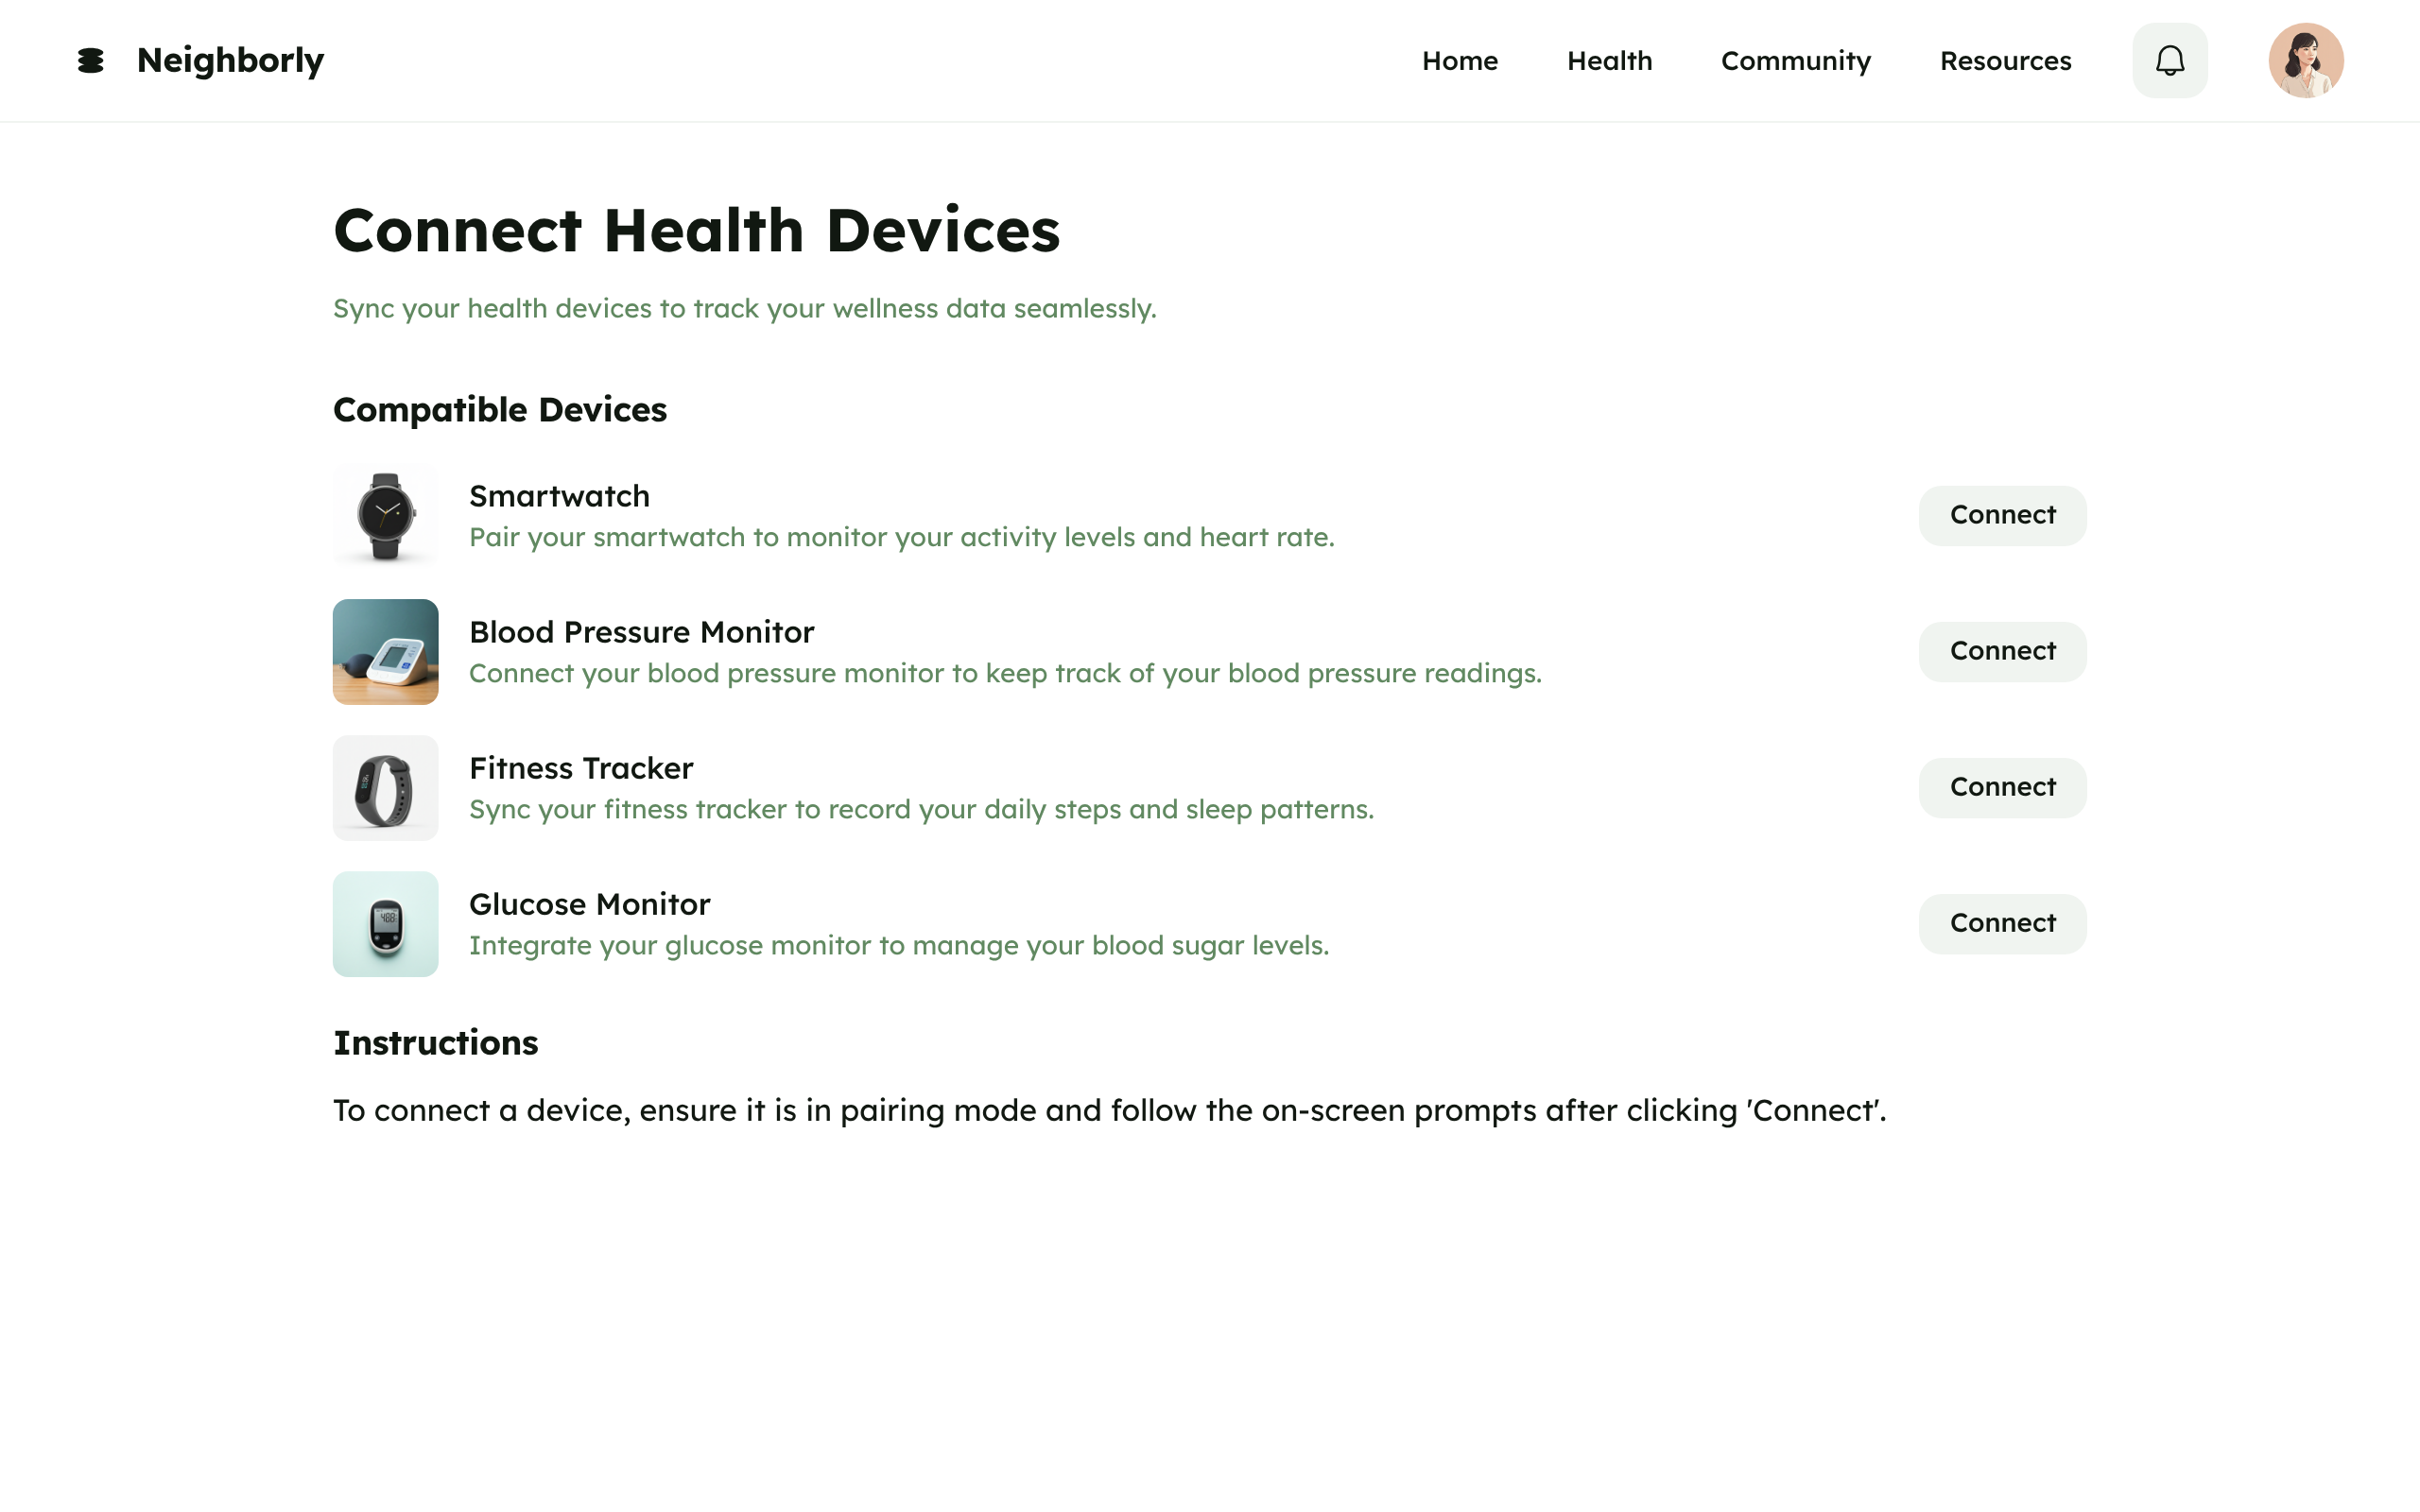 Neighborly
Home
Health
Community
Resources
Connect Health Devices
Sync your health devices to track your wellness data seamlessly.
Compatible Devices
Smartwatch
Pair your smartwatch to monitor your activity levels and heart rate.
Connect
Blood Pressure Monitor
Connect your blood pressure monitor to keep track of your blood pressure readings.
Connect
Fitness Tracker
Sync your fitness tracker to record your daily steps and sleep patterns.
Connect
Glucose Monitor
Integrate your glucose monitor to manage your blood sugar levels.
Connect
Instructions
To connect a device, ensure it is in pairing mode and follow the on-screen prompts after clicking 'Connect'.